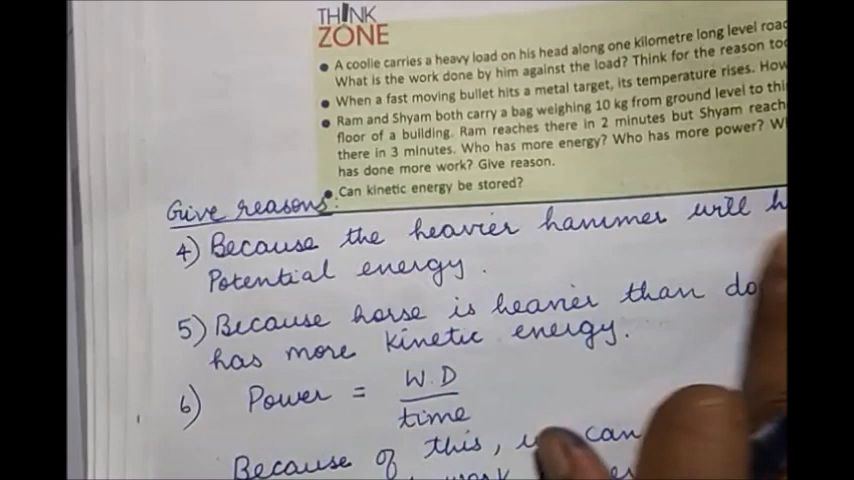 THINK
ZONE
A coolie carries a heavy load on his head along one kilometre long level road
What is the work done by him against the load? Think for the reason too
When a fast moving bullet hits a metal target, its temperature rises. How
Ram and Shyam both carry a bag weighing 10 kg from ground level to
floor of a building. Ram reaches there in 2 minutes but Shyam
there in 3 minutes. Who has more energy? Who has more power?
has done more work? Give reason.
Can kinetic energy be stored?
Give reasons:
4) Because the heavier hammer will
Potential energy.
5) Because horse is heavier than
has more kinetic energy.
6) Power = W.D
time
Because of this, can
work